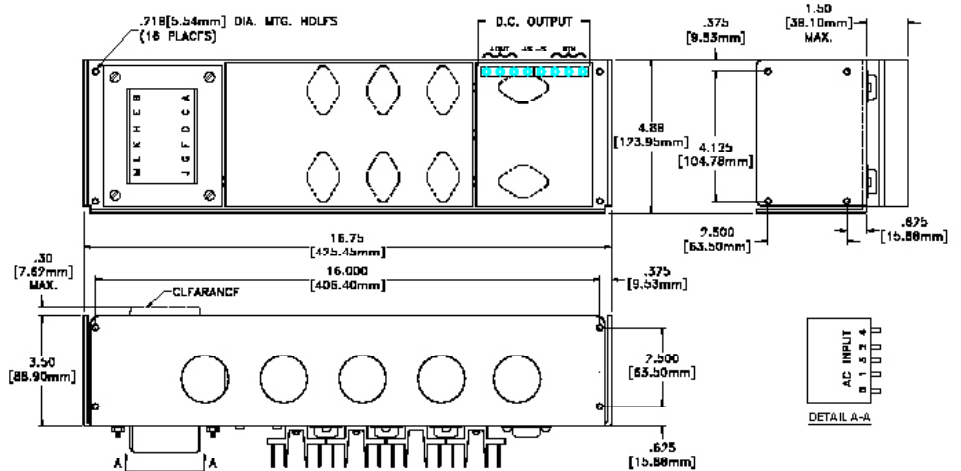 .218[5.54mm] DIA. MTG. HOLES
(16 PLACES)
D.C. OUTPUT
.375
[9.53mm]
1.50
[38.10mm]
MAX.
M L K H E B
J G F D C A
4.88
[123.95mm]
4.125
[104.78mm]
2.500
[63.50mm]
.625
[15.88mm]
16.75
[425.45mm]
16.000
[406.40mm]
.375
[9.53mm]
.30
[7.62mm]
MAX.
CLEARANCE
3.50
[88.90mm]
2.500
[63.50mm]
.625
[15.88mm]
A A
AC INPUT
DETAIL A-A